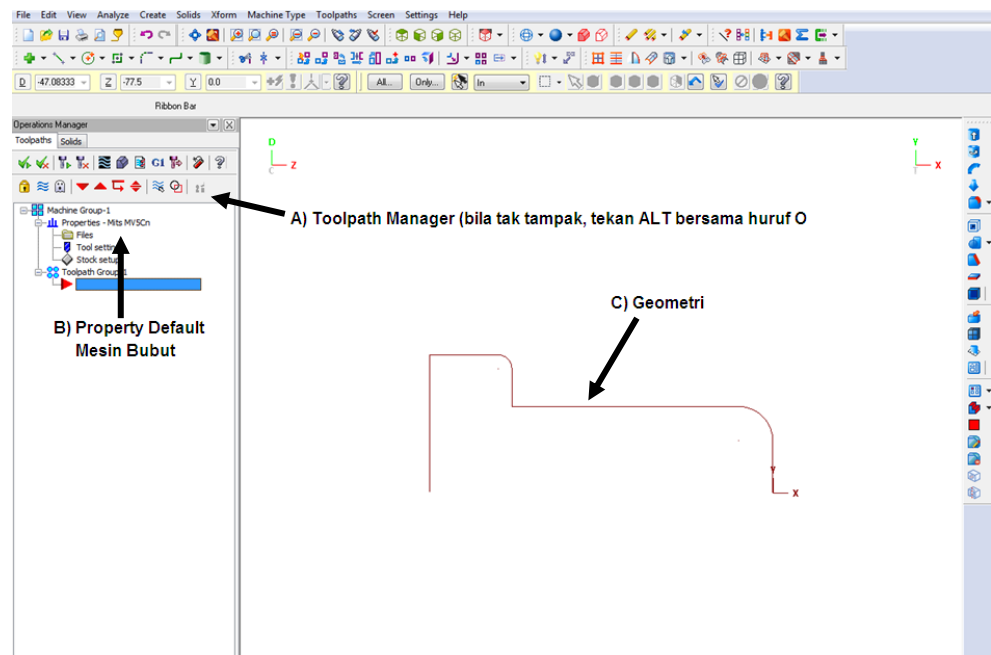 File Edit View Analyze Create Solids Xform Machine Type Toolpaths Screen Settings Help
D -47.08333 Z -77.5 Y 0.0 All... Only... In
Ribbon Bar
Operations Manager
Toolpaths Solids
G1
Machine Group-1
Properties - Mits MV5Cn
Files
Tool settin
Stock setup
Toolpath Group-1
D
Z
C
Y
X
T
A) Toolpath Manager (bila tak tampak, tekan ALT bersama huruf O
B) Property Default
Mesin Bubut
C) Geometri
Y
X